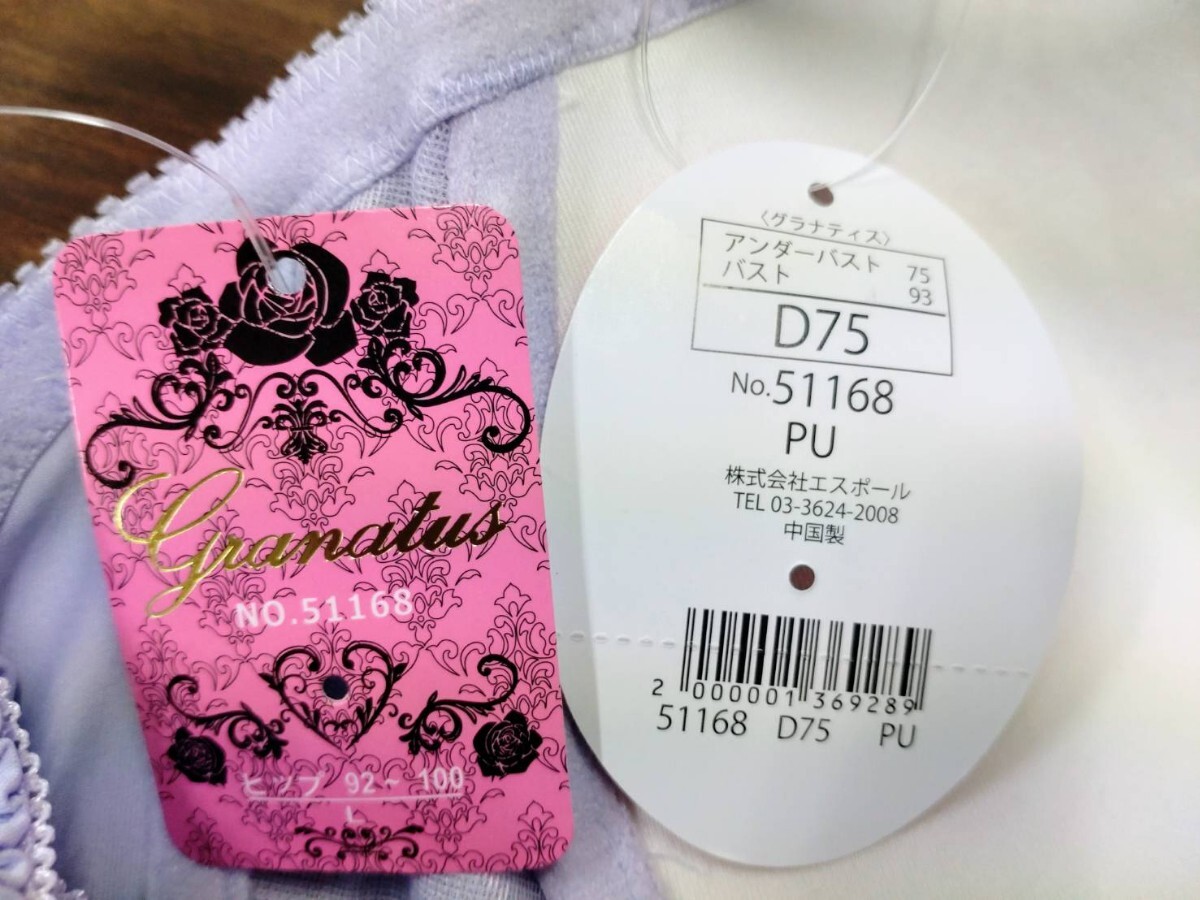 Granatus
NO.51168
ヒップ 92~ 100
L
〈グラナティス〉
アンダーバスト 75
バスト 93
D75
No.51168
PU
株式会社エスポール
TEL 03-3624-2008
中国製
2 000001 369289
51168 D75 PU